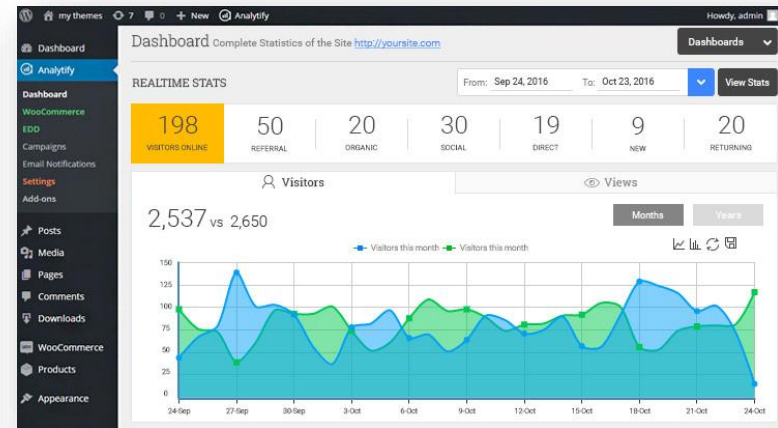 my themes 7 0 + New Analytify Howdy, admin
Dashboard
Analytify
Dashboard
WooCommerce
EDD
Campaigns
Email Notifications
Settings
Add-ons
Posts
Media
Pages
Comments
Downloads
WooCommerce
Products
Appearance
Dashboard Complete Statistics of the Site http://yoursite.com Dashboards
REALTIME STATS From: Sep 24, 2016 To: Oct 23, 2016 View Stats
198 50 20 30 19 9 20
VISITORS ONLINE REFERRAL ORGANIC SOCIAL DIRECT NEW RETURNING
Visitors Views
2,537 vs 2,650 Months Years
Visitors this month Visitors this month
150
125
100
75
50
25
0
24-Sep 27-Sep 30-Sep 3-Oct 6-Oct 9-Oct 12-Oct 15-Oct 18-Oct 21-Oct 24-Oct